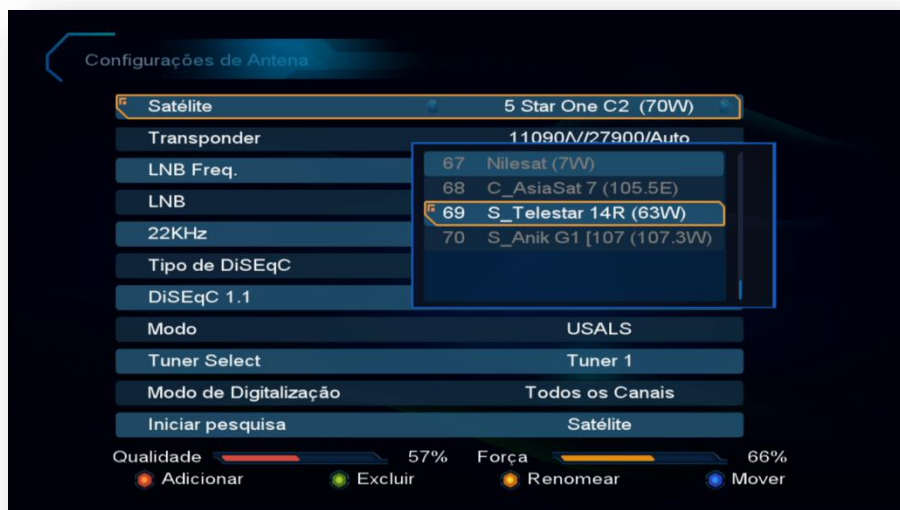 Configurações de Antena
Satélite 5 Star One C2 (70W)
Transponder 11090/V/27900/Auto
LNB Freq.
67 Nilesat (7W)
68 C_AsiaSat 7 (105.5E)
LNB
69 S_Telestar 14R (63W)
22KHz
70 S_Anik G1 [107 (107.3W)
Tipo de DiSEqC
DiSEqC 1.1
Modo USALS
Tuner Select Tuner 1
Modo de Digitalização Todos os Canais
Iniciar pesquisa Satélite
Qualidade 57% Força 66%
Adicionar Excluir Renomear Mover